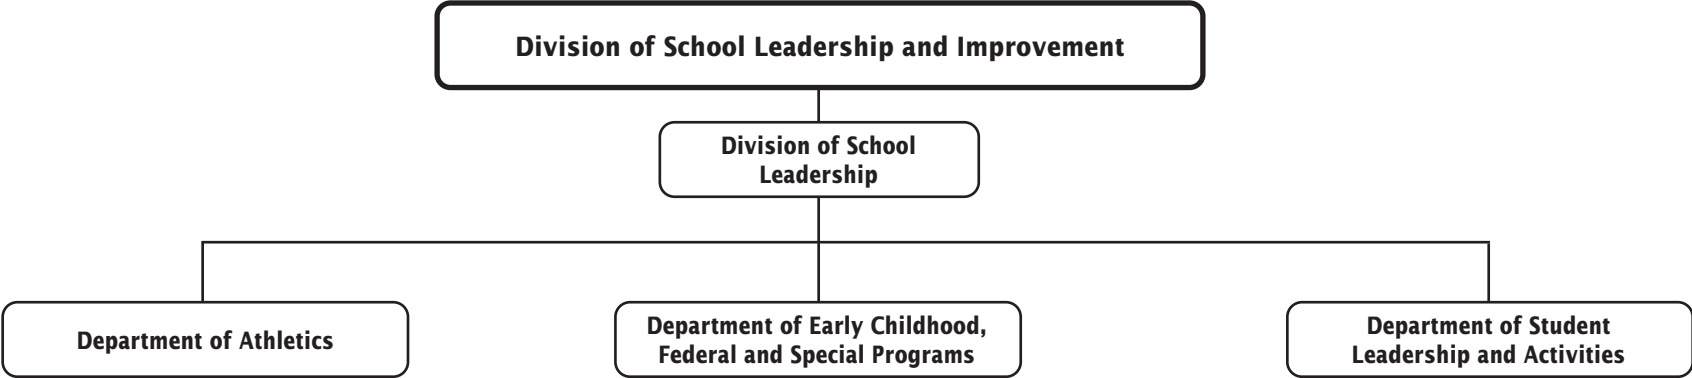 Division of School Leadership and Improvement
Division of School
Leadership
Department of Athletics
Department of Early Childhood,
Federal and Special Programs
Department of Student
Leadership and Activities